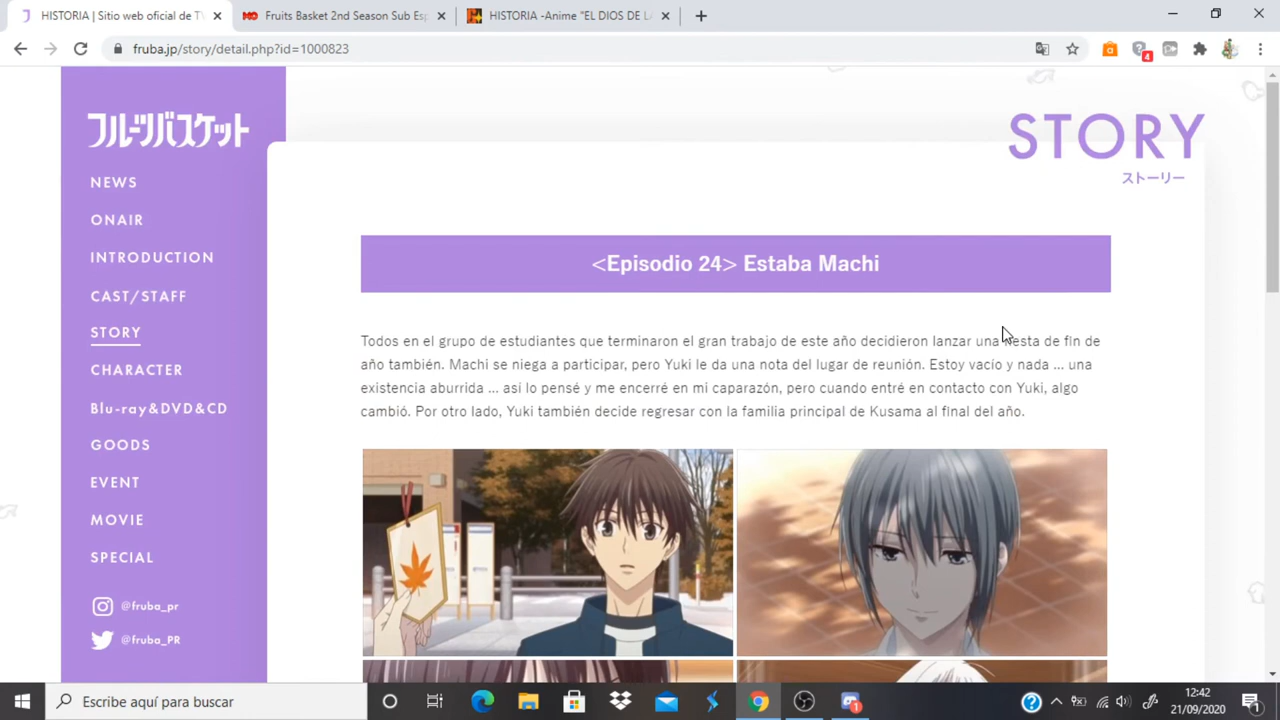 HISTORIA | Sitio web oficial de TV
Fruits Basket 2nd Season Sub Esp
HISTORIA -Anime "EL DIOS DE LA
fruba.jp/story/detail.php?id=1000823
4
フルーツバスケット
NEWS
ONAIR
INTRODUCTION
CAST/STAFF
STORY
CHARACTER
Blu-ray&DVD&CD
GOODS
EVENT
MOVIE
SPECIAL
@fruba_pr
@fruba_PR
STORY
ストーリー
<Episodio 24> Estaba Machi
Todos en el grupo de estudiantes que terminaron el gran trabajo de este año decidieron lanzar una fiesta de fin de
año también. Machi se niega a participar, pero Yuki le da una nota del lugar de reunión. Estoy vacío y nada ... una
existencia aburrida ... así lo pensé y me encerré en mi caparazón, pero cuando entré en contacto con Yuki, algo
cambió. Por otro lado, Yuki también decide regresar con la familia principal de Kusama al final del año.
Escribe aquí para buscar
1
12:42
21/09/2020
1